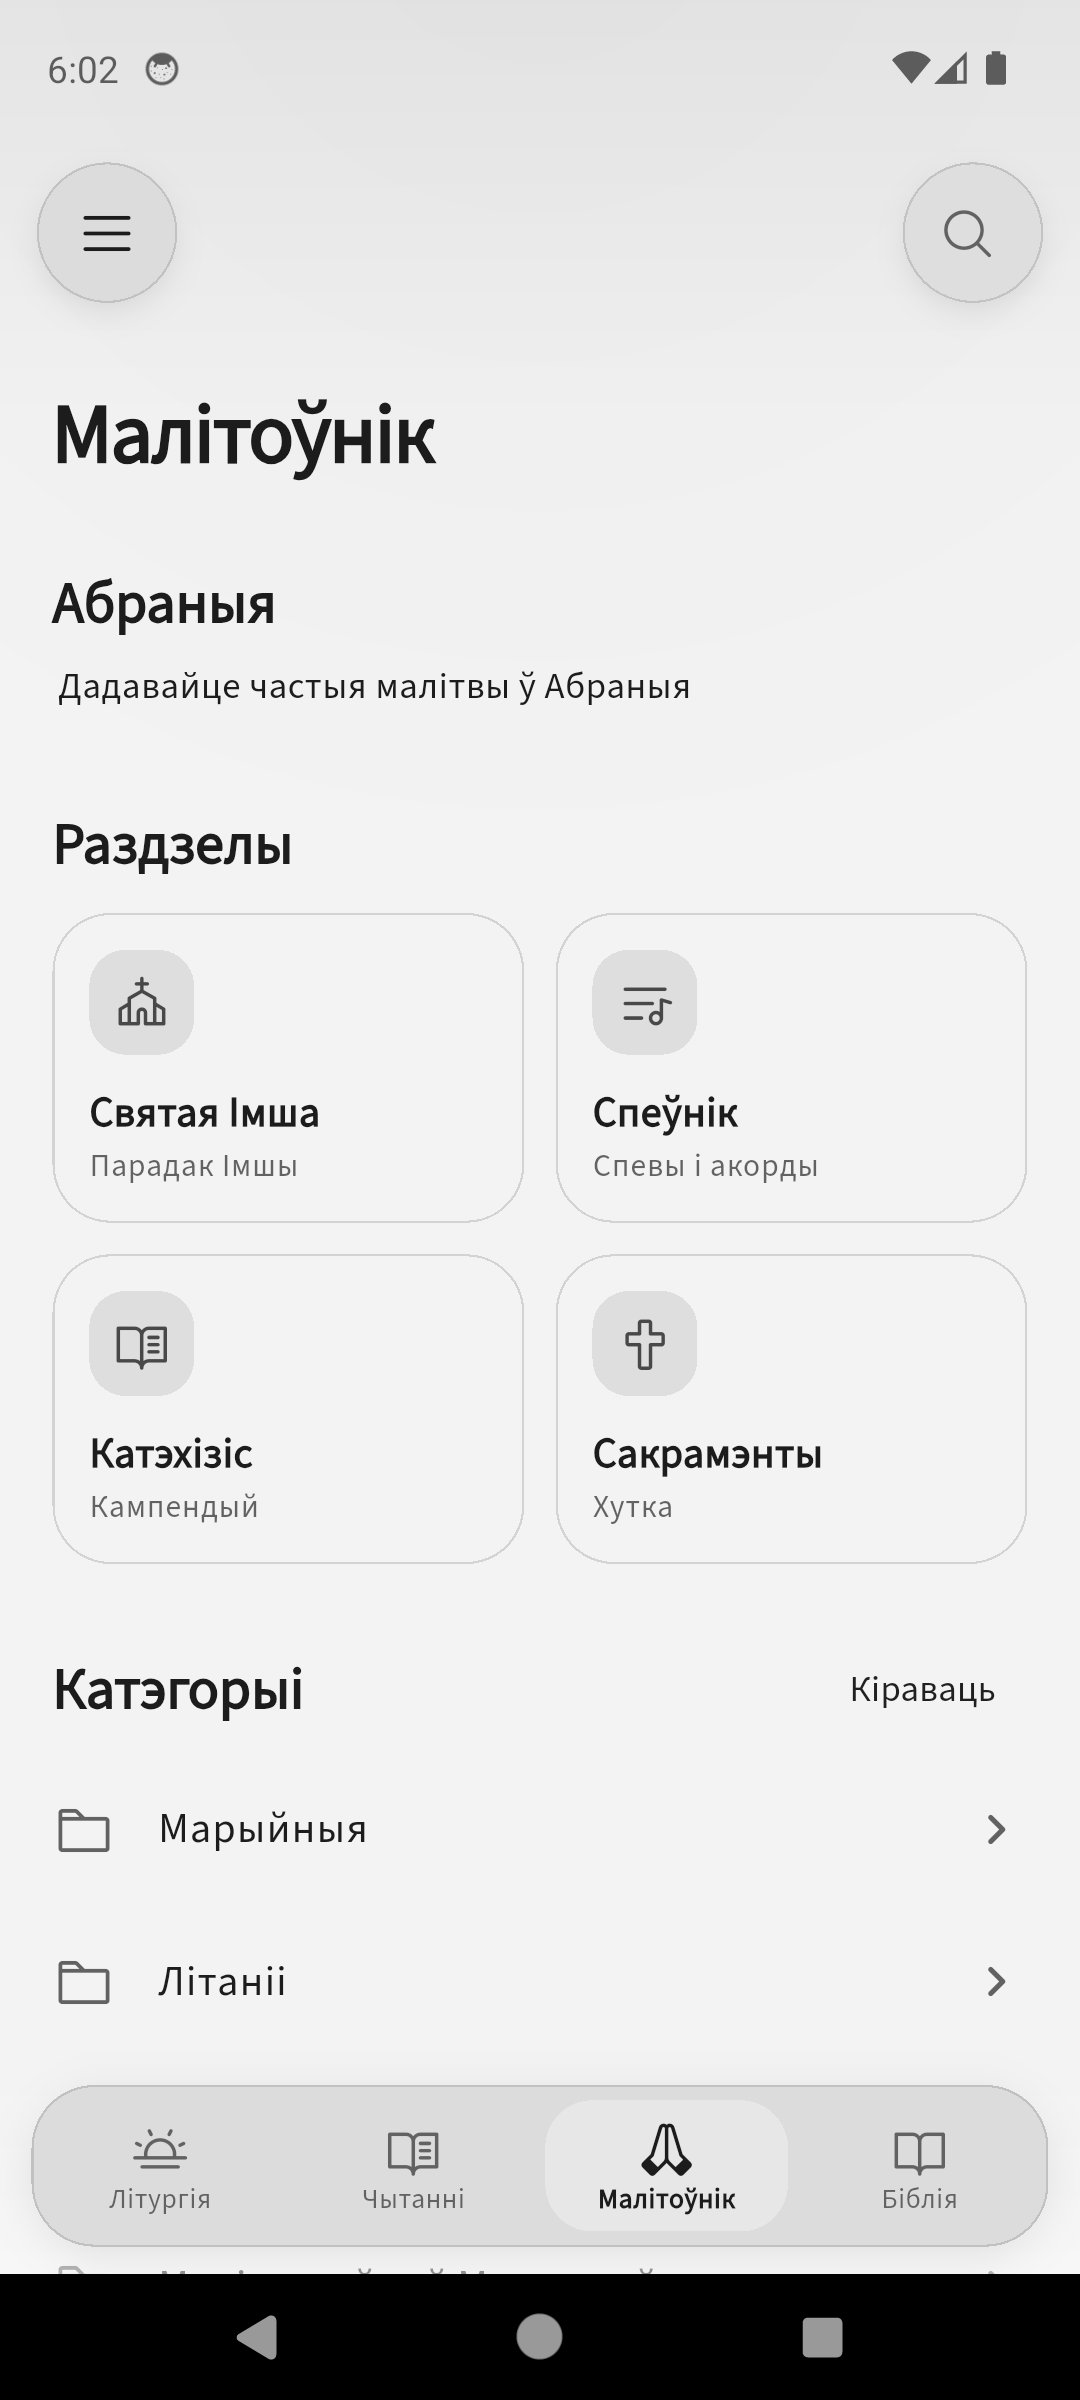 6:02
Малітоўнік
Абраныя
Дадавайце частыя малітвы ў Абраныя
Раздзелы
Святая Імша
Парадак Імшы
Спеўнік
Спевы і акорды
Катэхізіс
Кампендый
Сакрамэнты
Хутка
Катэгорыі
Кіраваць
Марыйныя
Літаніі
Літургія
Чытанні
Малітоўнік
Біблія